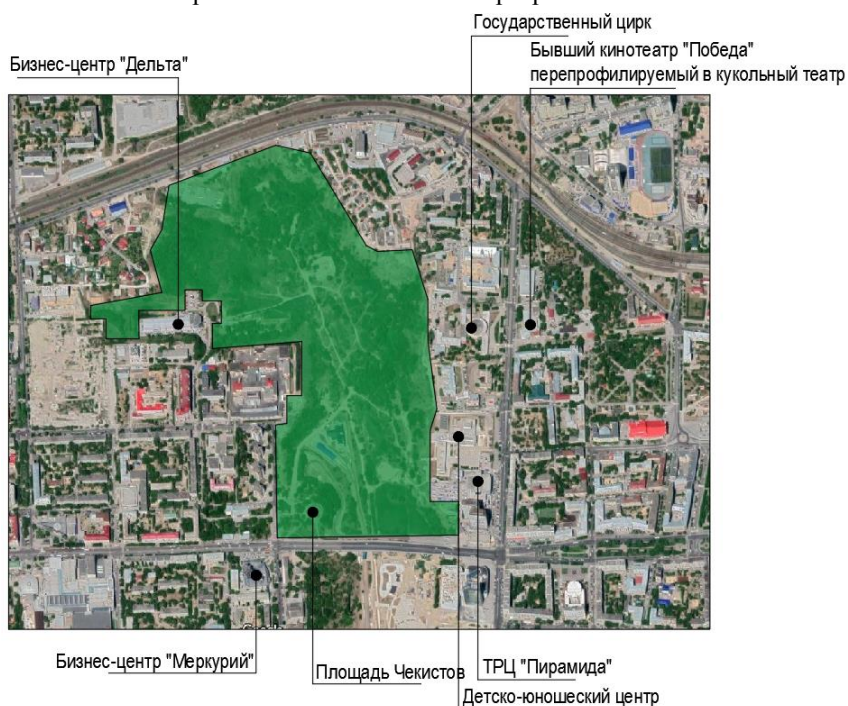 Государственный цирк
Бывший кинотеатр "Победа"
перепрофилируемый в кукольный театр
Бизнес-центр "Дельта"
Бизнес-центр "Меркурий"
Площадь Чекистов
ТРЦ "Пирамида"
Детско-юношеский центр